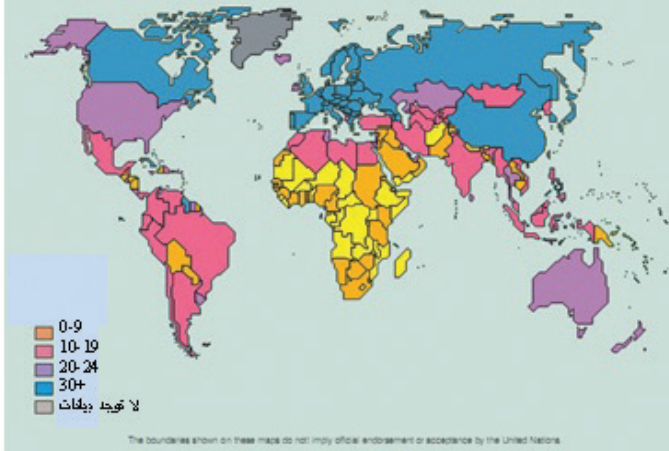 0-9
10-19
20-24
30+
لا توجد بيانات
The boundaries shown on these maps do not imply official endorsement or acceptance by the United Nations.